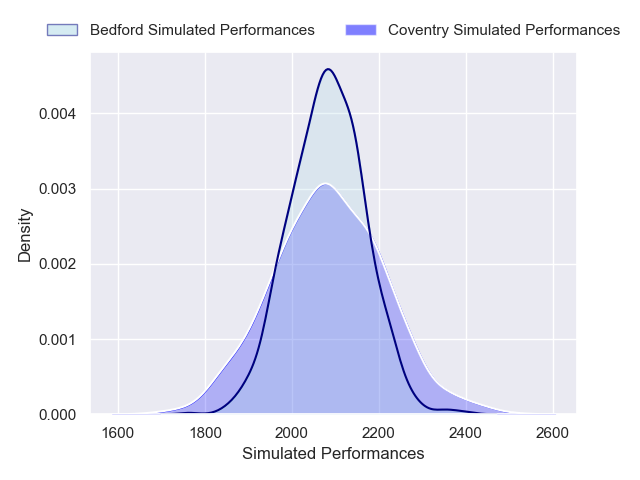 Bedford Simulated Performances
Coventry Simulated Performances
0.004
0.003
0.002
0.001
0.000
Density
1600
1800
2000
2200
2400
2600
Simulated Performances